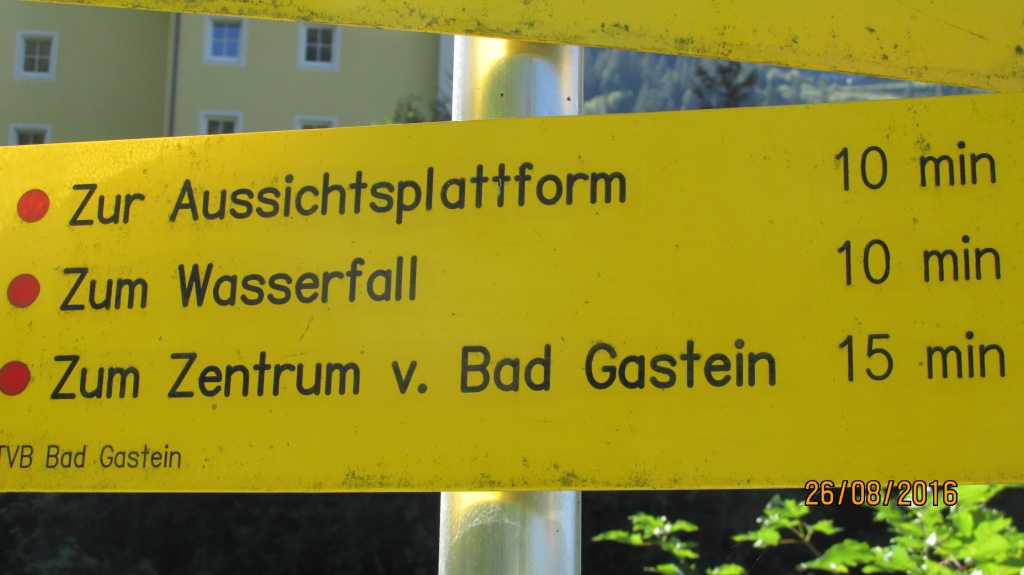 Zur Aussichtsplattform 10 min
Zum Wasserfall 10 min
Zum Zentrum v. Bad Gastein 15 min
TVB Bad Gastein
26/08/2016